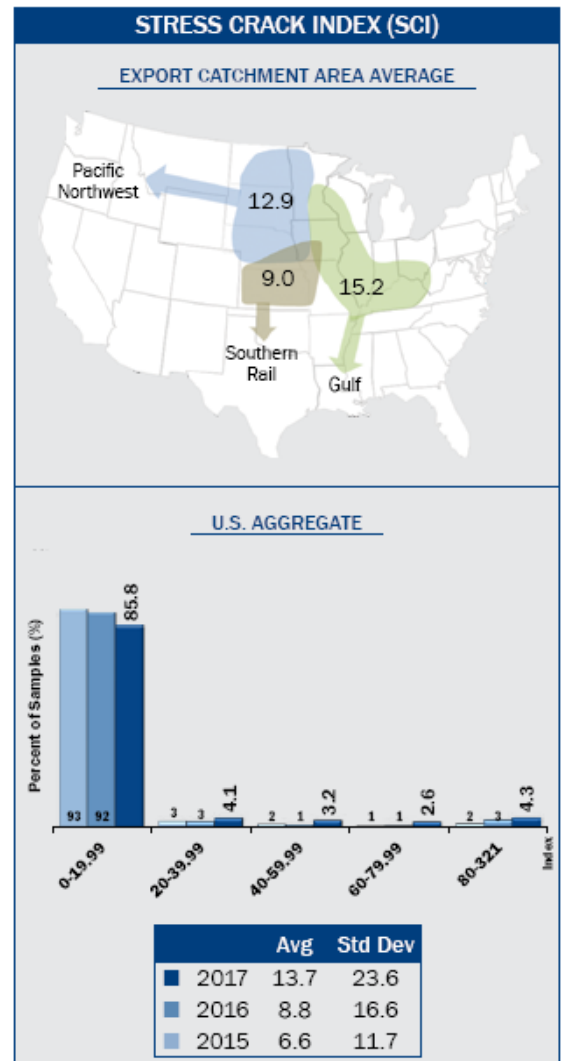 STRESS CRACK INDEX (SCI)
EXPORT CATCHMENT AREA AVERAGE
Pacific
Northwest
12.9
9.0
15.2
Southern
Rail
Gulf
U.S. AGGREGATE
Percent of Samples (%)
93 92 85.8
3 3 4.1
2 1 3.2
1 1 2.6
2 3 4.3
0-19.99 20-39.99 40-59.99 60-79.99 80-321
Index
Avg Std Dev
2017 13.7 23.6
2016 8.8 16.6
2015 6.6 11.7